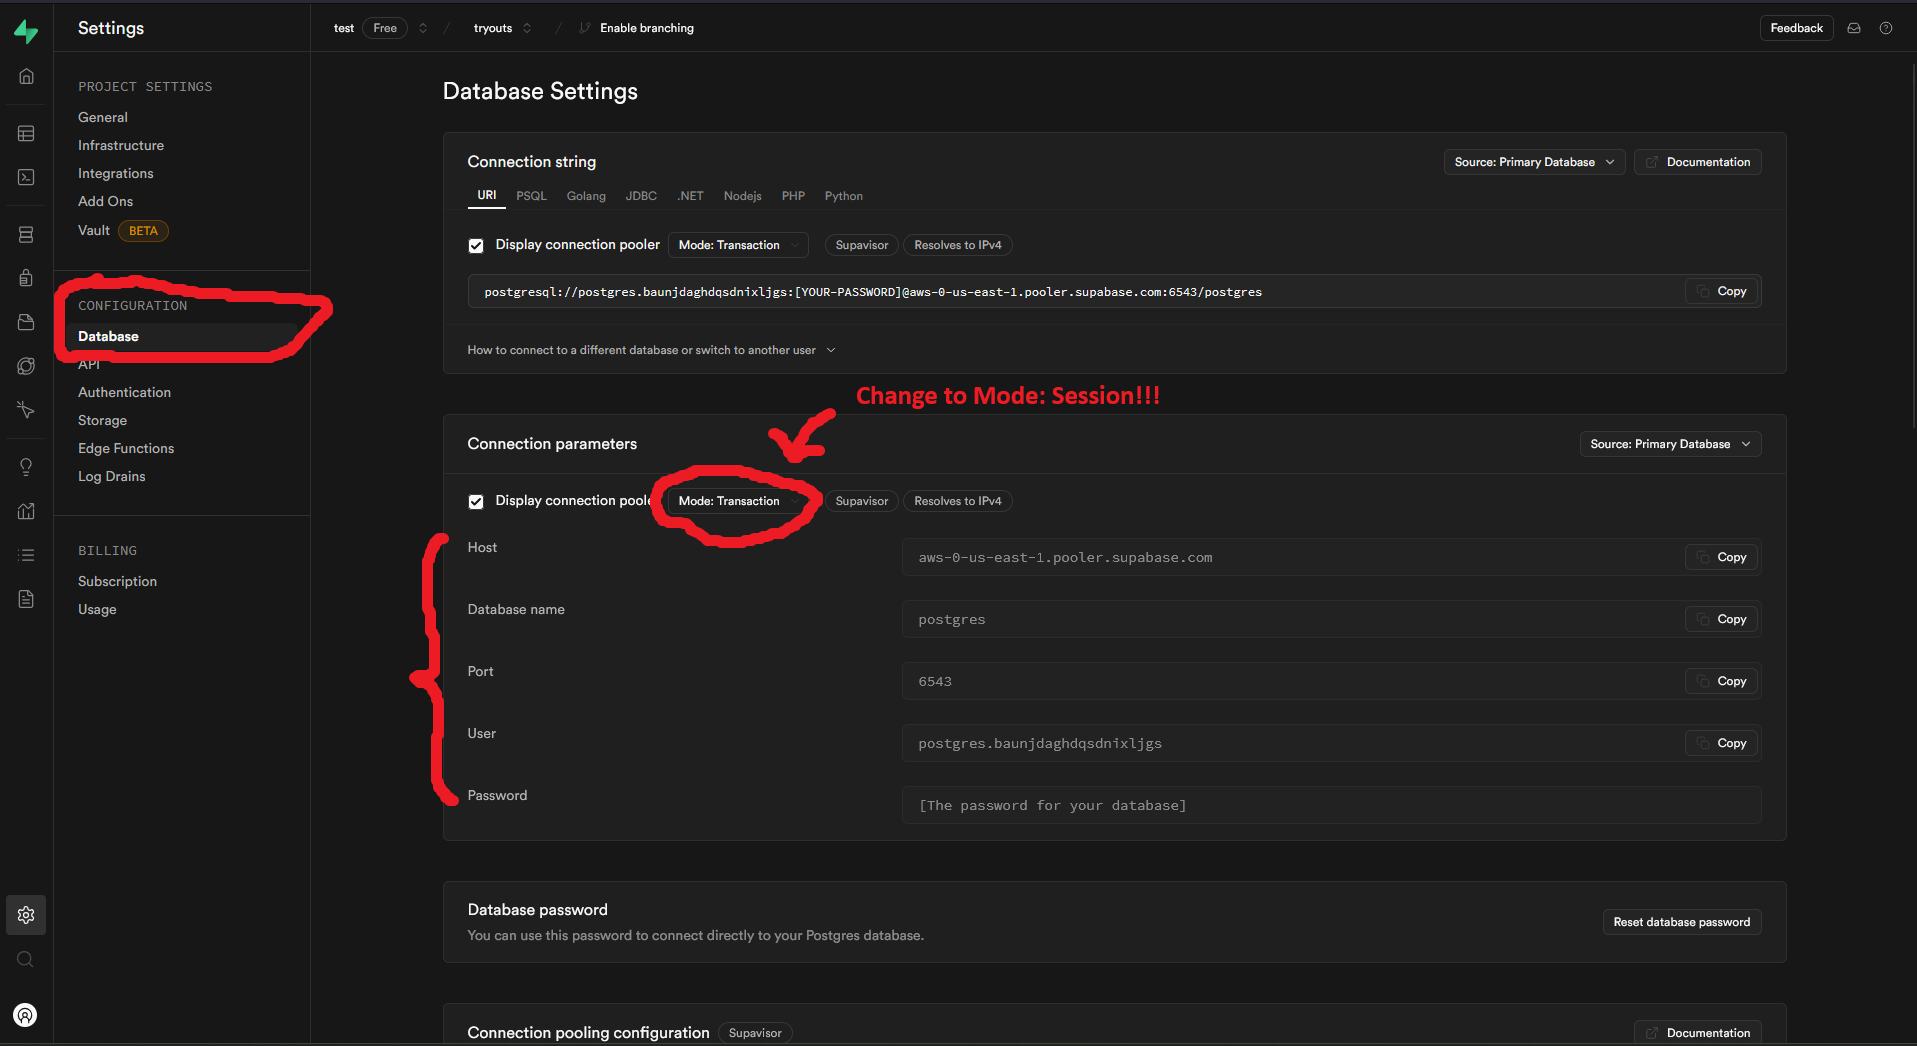 Settings
test Free / tryouts / Enable branching
Feedback
PROJECT SETTINGS
General
Infrastructure
Integrations
Add Ons
Vault BETA
CONFIGURATION
Database
API
Authentication
Storage
Edge Functions
Log Drains
BILLING
Subscription
Usage
Database Settings
Connection string
Source: Primary Database
Documentation
URI PSQL Golang JDBC .NET Nodejs PHP Python
Display connection pooler Mode: Transaction Supavisor Resolves to IPv4
postgresql://postgres.baunjdaghdqsdnixljgs:[YOUR-PASSWORD]@aws-0-us-east-1.pooler.supabase.com:6543/postgres Copy
How to connect to a different database or switch to another user
Change to Mode: Session!!!
Connection parameters
Source: Primary Database
Display connection poole Mode: Transaction Supavisor Resolves to IPv4
Host aws-0-us-east-1.pooler.supabase.com Copy
Database name postgres Copy
Port 6543 Copy
User postgres.baunjdaghdqsdnixljgs Copy
Password [The password for your database]
Database password
You can use this password to connect directly to your Postgres database.
Reset database password
Connection pooling configuration Supavisor
Documentation